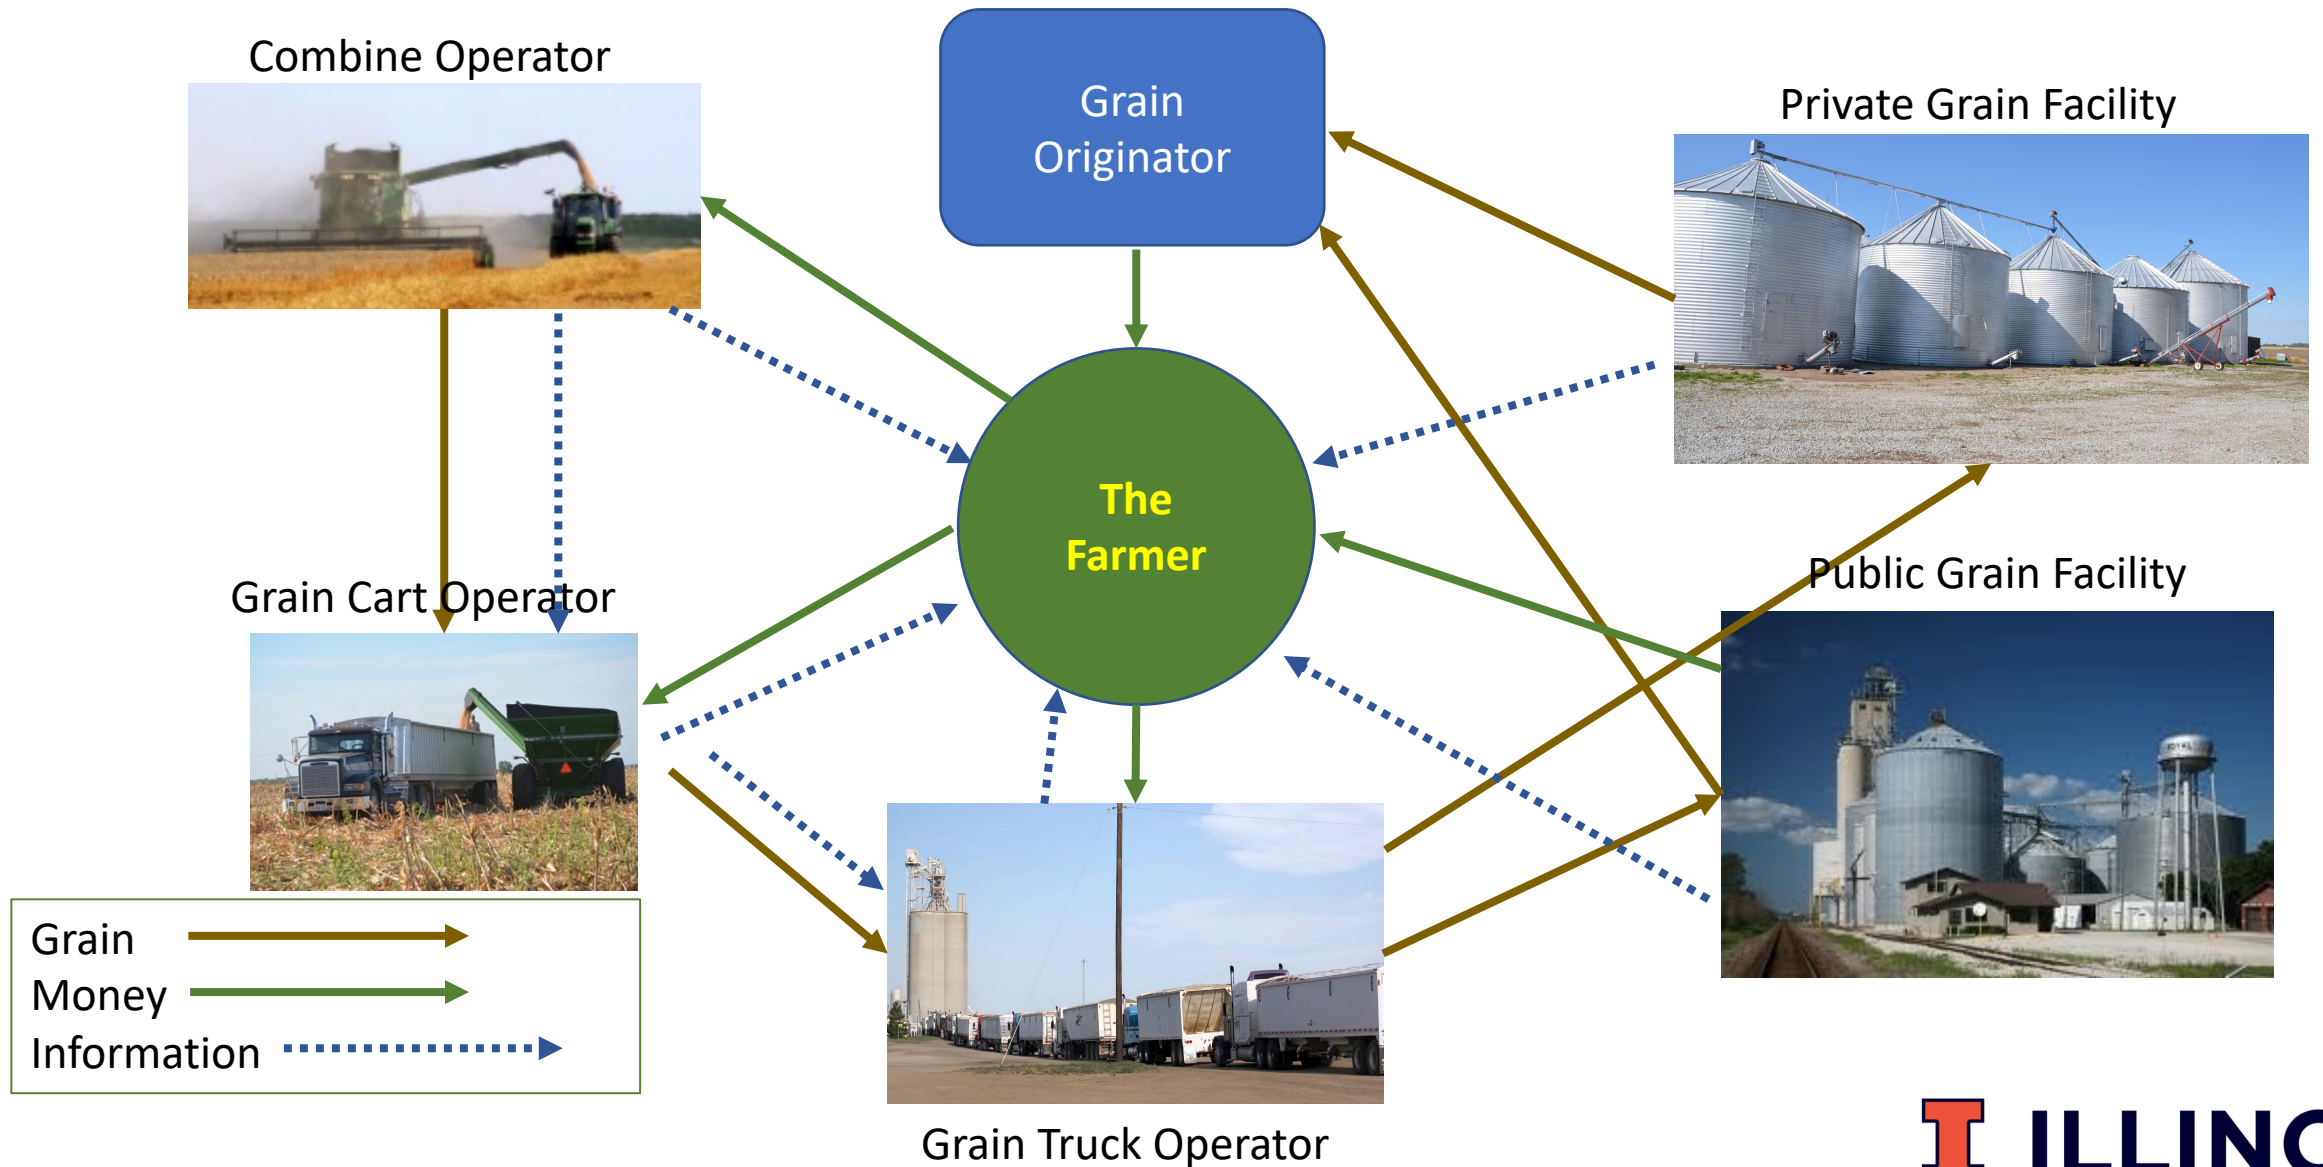 Combine Operator
Grain
Originator
Private Grain Facility
The
Farmer
Grain Cart Operator
Public Grain Facility
Grain
Money
Information
Grain Truck Operator
I ILLINO